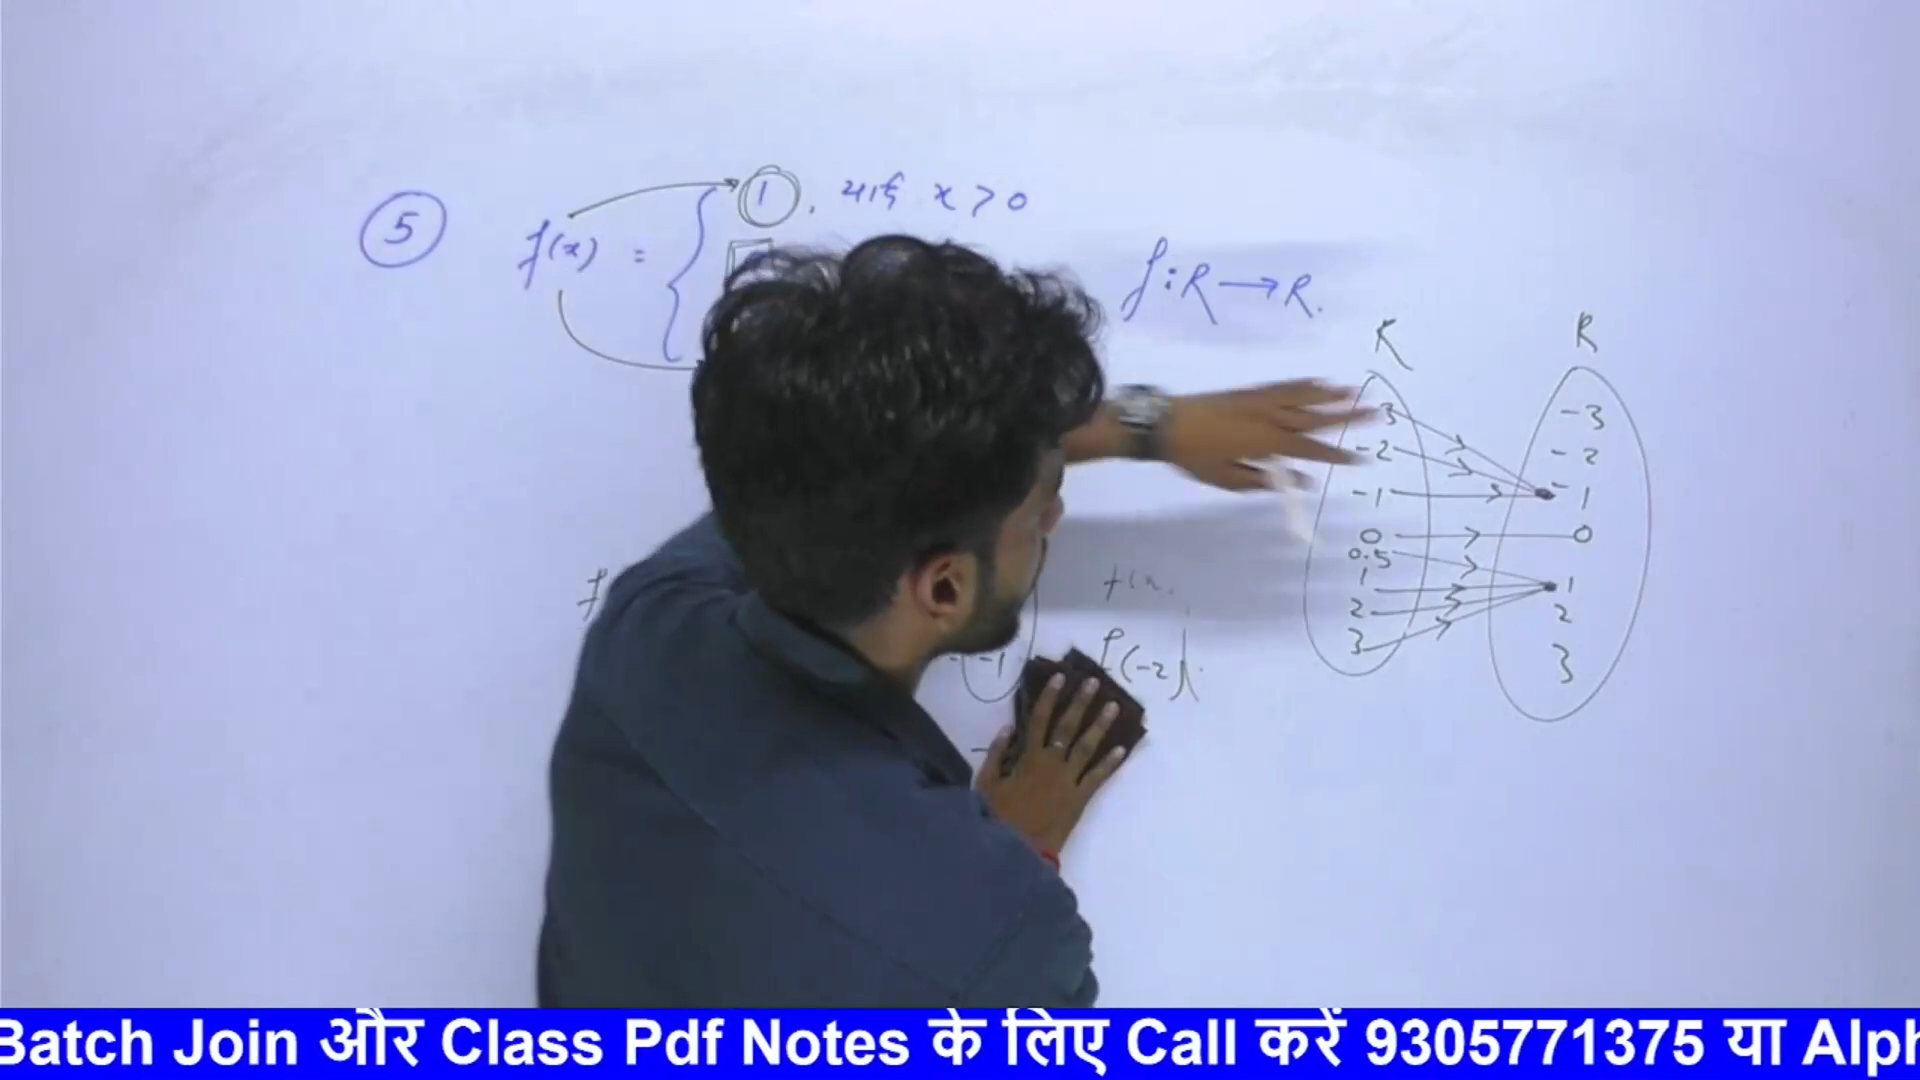 ⑤ f(x) = { 1, यदि x > 0
f : R → R.
R R
-3 -3
-2 -2
-1 -1
0 0
0.5
1 1
2 2
3 3
f(-2)
-1
Batch Join और Class Pdf Notes के लिए Call करें 9305771375 या Alph